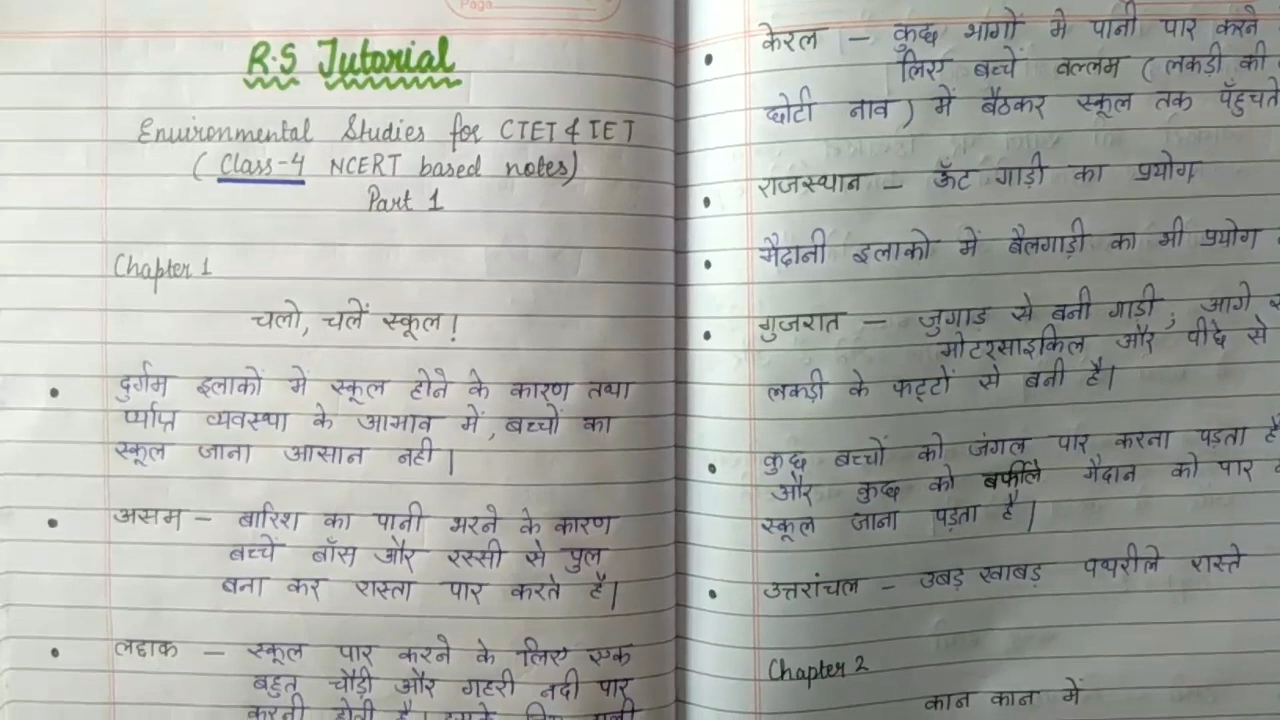 Page
R.S Tutorial
Environmental Studies for CTET & TET
( Class-4 NCERT based notes)
Part 1
Chapter 1
चलो, चलें स्कूल !
• दुर्गम इलाकों में स्कूल होने के कारण तथा
र्प्याप्त व्यवस्था के आभाव में, बच्चों का
स्कूल जाना आसान नही।
• असम - बारिश का पानी भरने के कारण
बच्चें बाँस और रस्सी से पुल
बना कर रास्ता पार करते है।
• लद्दाक - स्कूल पार करने के लिए एक
बहुत चौड़ी और गहरी नदी पार
करनी होती है।
• केरल - कुछ भागों मे पानी पार करने
लिए बच्चें वल्लम (लकड़ी की
छोटी नाव) में बैठकर स्कूल तक पहुँचते
• राजस्थान - ऊँट गाड़ी का प्रयोग
• मैदानी इलाको में बैलगाड़ी का भी प्रयोग
• गुजरात - जुगाड़ से बनी गाडी, आगे
मोटरसाइकिल और पीछे से
लकड़ी के फट्टों से बनी है।
• कुछ बच्चों को जंगल पार करना पड़ता है
और कुछ को बर्फीले मैदान को पार
स्कूल जाना पड़ता है।
• उत्तरांचल - उबड़ खाबड़ पथरीले रास्ते
Chapter 2
कान कान में